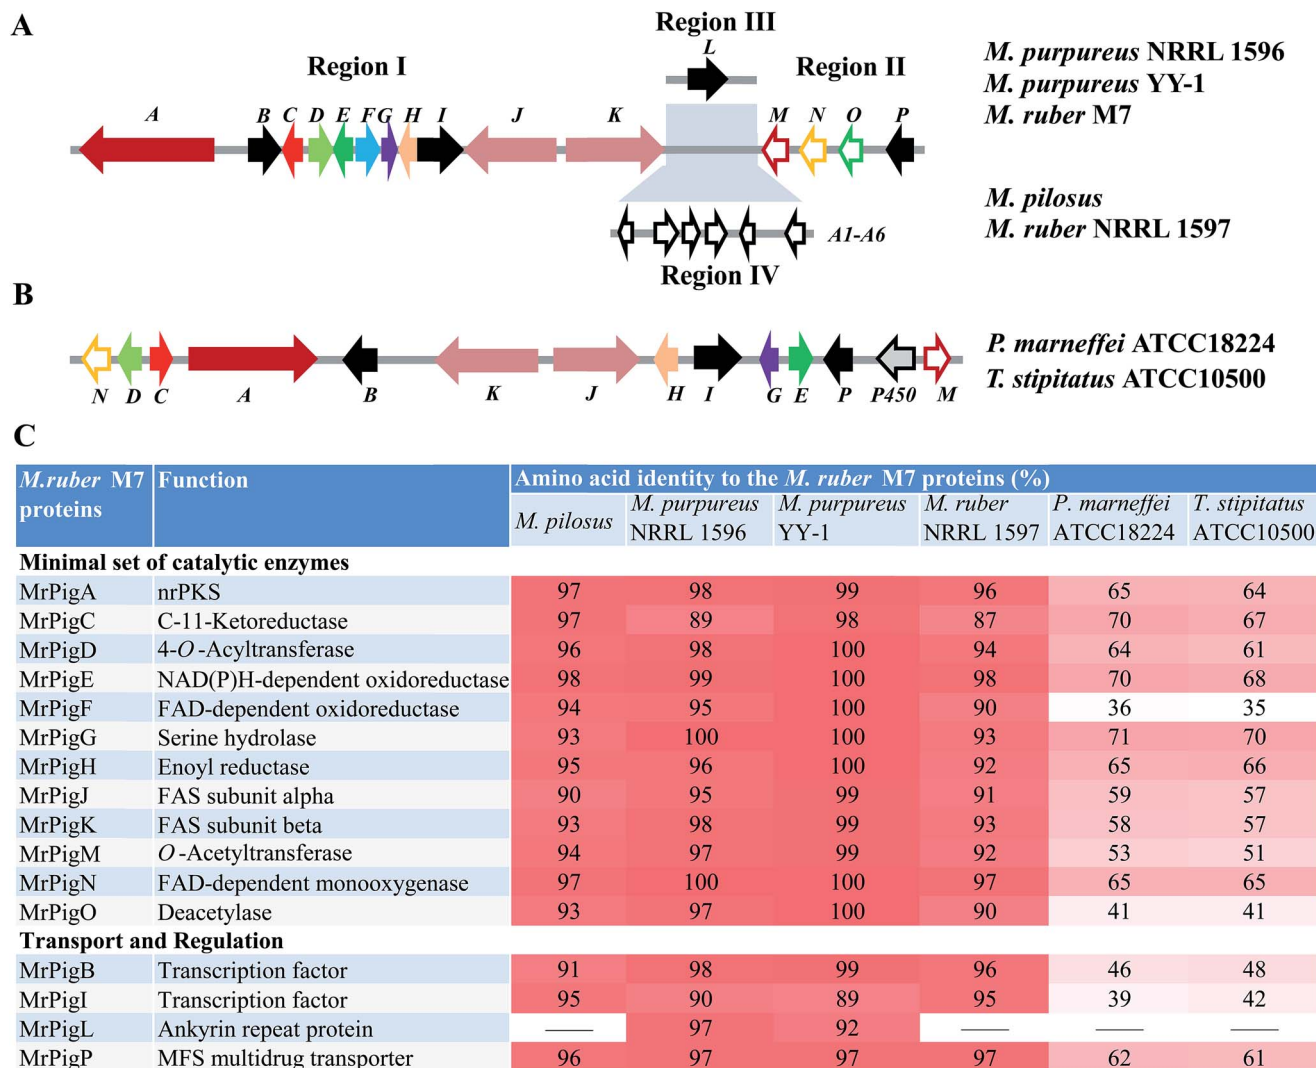 A
Region III
L
Region I
Region II
M. purpureus NRRL 1596
M. purpureus YY-1
M. ruber M7
A B C D E F G H I J K M N O P
M. pilosus
M. ruber NRRL 1597
A1-A6
Region IV
B
P. marneffei ATCC18224
T. stipitatus ATCC10500
N D C A B K J H I G E P P450 M
C
M.ruber M7 proteins Function Amino acid identity to the M. ruber M7 proteins (%)
M. pilosus M. purpureus NRRL 1596 M. purpureus YY-1 M. ruber NRRL 1597 P. marneffei ATCC18224 T. stipitatus ATCC10500
Minimal set of catalytic enzymes
MrPigA nrPKS 97 98 99 96 65 64
MrPigC C-11-Ketoreductase 97 89 98 87 70 67
MrPigD 4-O-Acyltransferase 96 98 100 94 64 61
MrPigE NAD(P)H-dependent oxidoreductase 98 99 100 98 70 68
MrPigF FAD-dependent oxidoreductase 94 95 100 90 36 35
MrPigG Serine hydrolase 93 100 100 93 71 70
MrPigH Enoyl reductase 95 96 100 92 65 66
MrPigJ FAS subunit alpha 90 95 99 91 59 57
MrPigK FAS subunit beta 93 98 99 93 58 57
MrPigM O-Acetyltransferase 94 97 99 92 53 51
MrPigN FAD-dependent monooxygenase 97 100 100 97 65 65
MrPigO Deacetylase 93 97 100 90 41 41
Transport and Regulation
MrPigB Transcription factor 91 98 99 96 46 48
MrPigI Transcription factor 95 90 89 95 39 42
MrPigL Ankyrin repeat protein — 97 92 — — —
MrPigP MFS multidrug transporter 96 97 97 97 62 61